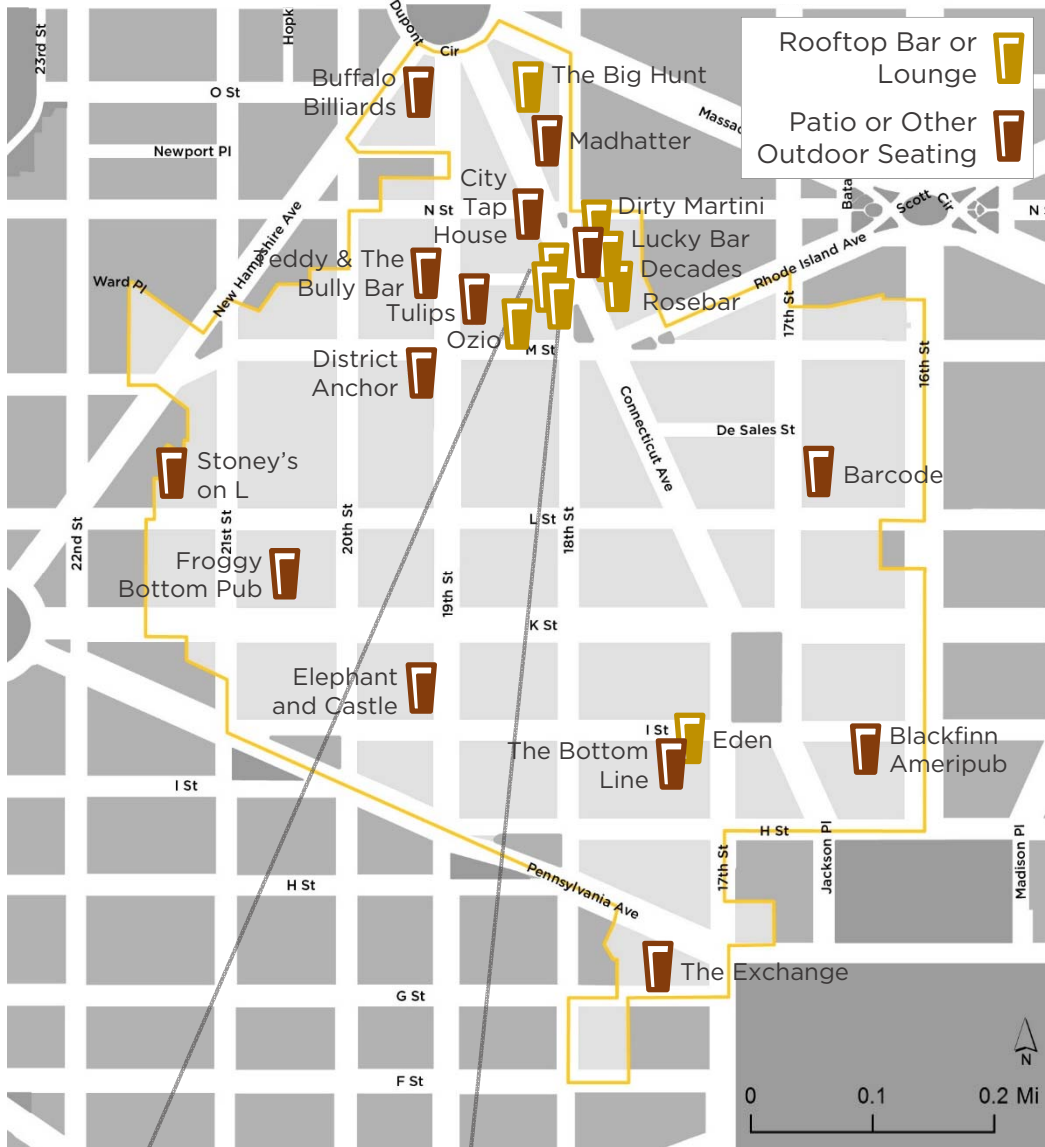 Rooftop Bar or
Lounge
Patio or Other
Outdoor Seating
23rd St
Hopk
Dupont
Cir
Buffalo
Billiards
The Big Hunt
O St
Massac
Newport Pl
Madhatter
City
Tap
House
Bata
Scott
Cir
N St
Dirty Martini
N S
New Hampshire Ave
Lucky Bar
Rhode Island Ave
Teddy & The
Bully Bar
Decades
Ward Pl
Tulips
Rosebar
17th St
Ozio
M St
16th St
District
Anchor
Connecticut Ave
De Sales St
Stoney's
on L
Barcode
22nd St
21st St
20th St
L St
18th St
Froggy
Bottom Pub
19th St
K St
Elephant
and Castle
I St
Eden
The Bottom
Line
Blackfinn
Ameripub
I St
H St
17th St
Jackson Pl
Madison Pl
H St
Pennsylvania Ave
The Exchange
G St
N
F St
0
0.1
0.2 Mi